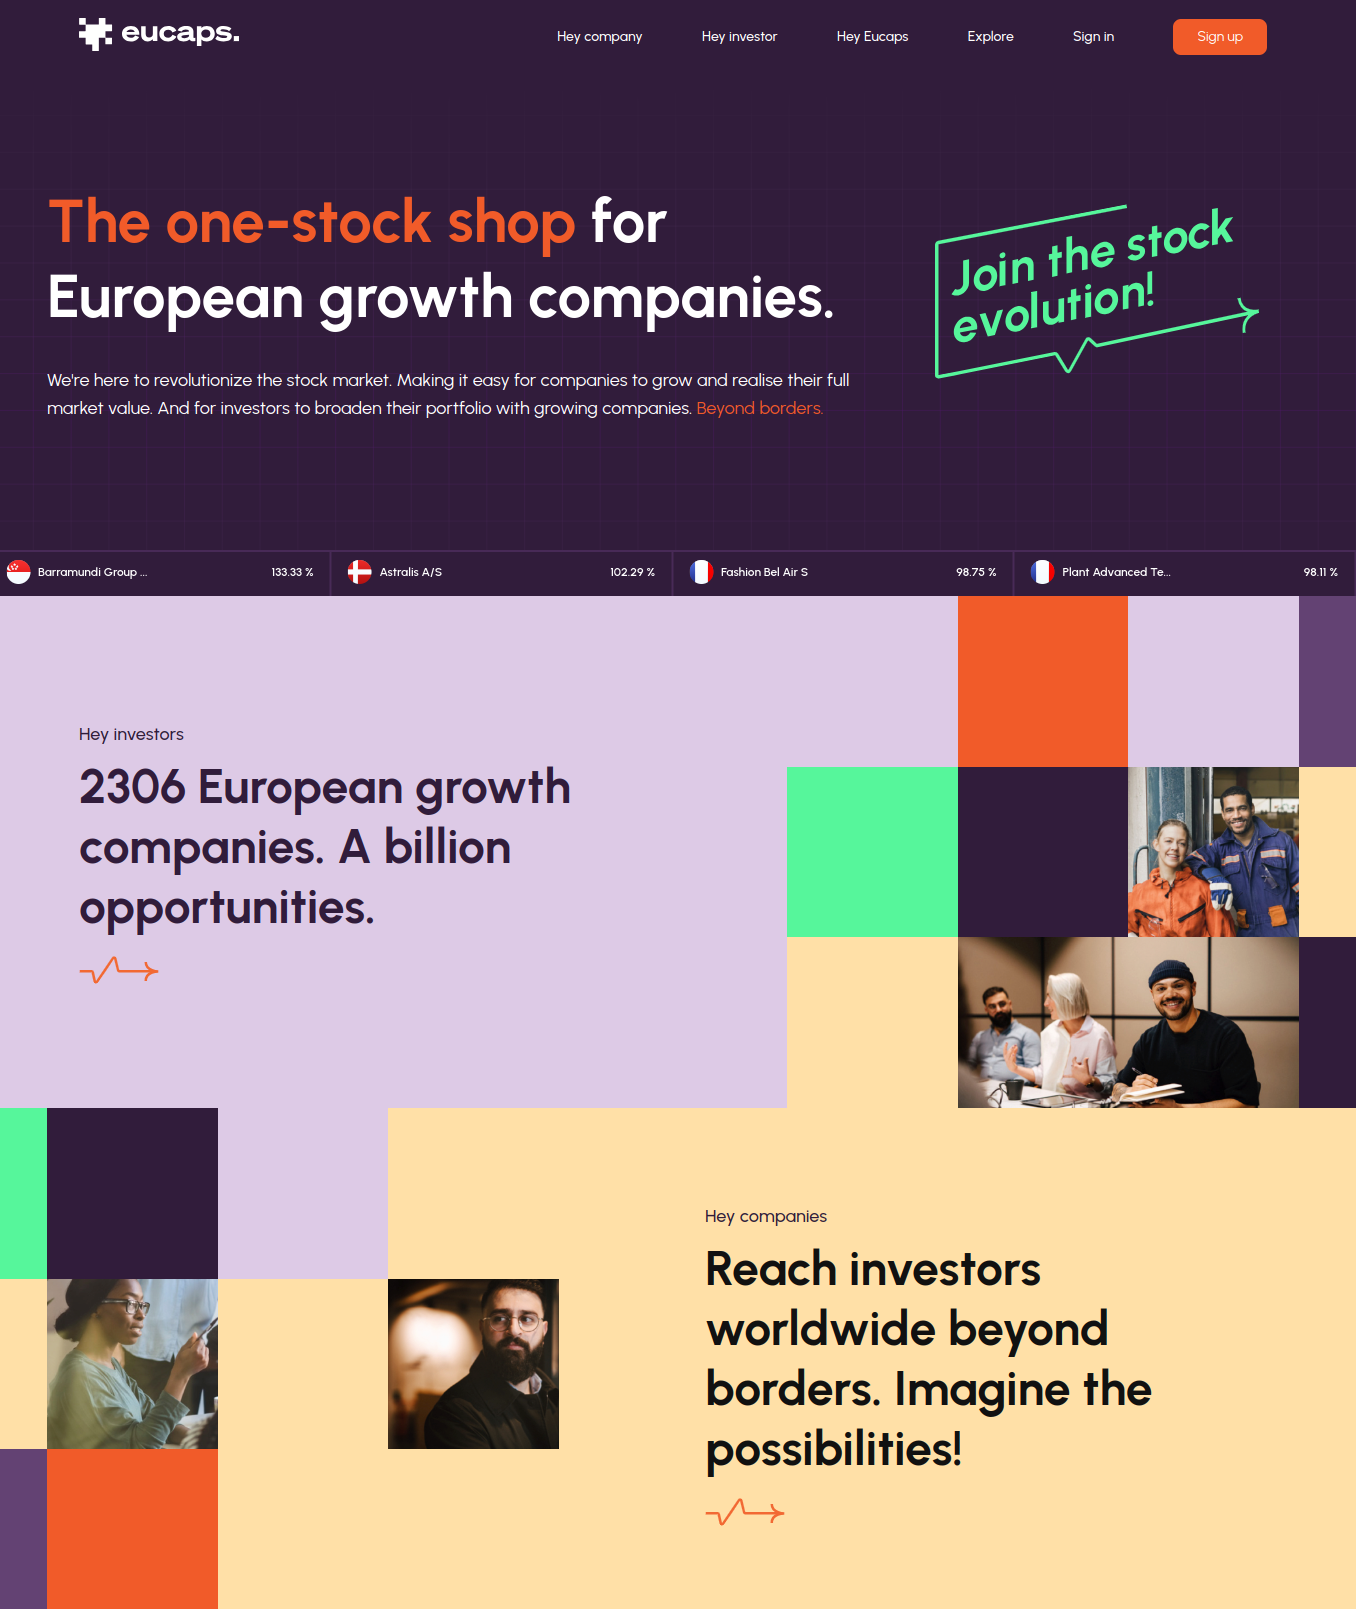 eucaps.
Hey company
Hey investor
Hey Eucaps
Explore
Sign in
Sign up
The one-stock shop for
European growth companies.
We're here to revolutionize the stock market. Making it easy for companies to grow and realise their full
market value. And for investors to broaden their portfolio with growing companies. Beyond borders.
Join the stock
evolution!
Barramundi Group ... 133.33 %
Astralis A/S 102.29 %
Fashion Bel Air S 98.75 %
Plant Advanced Te... 98.11 %
Hey investors
2306 European growth
companies. A billion
opportunities.
Hey companies
Reach investors
worldwide beyond
borders. Imagine the
possibilities!